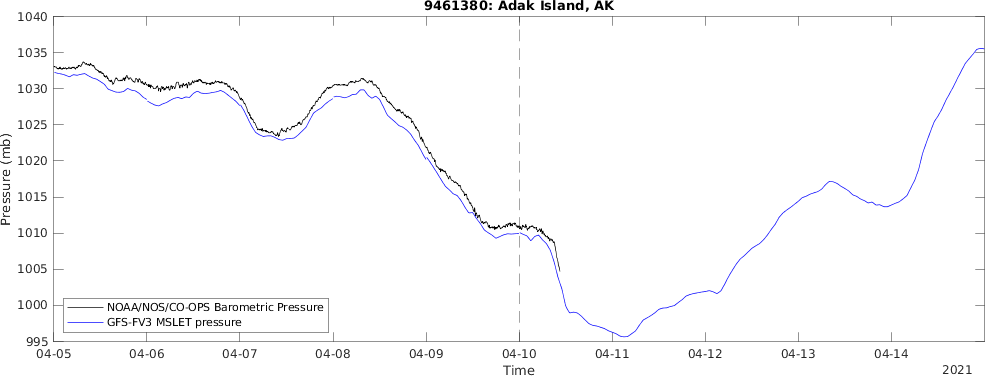 9461380: Adak Island, AK
1040
1035
1030
1025
1020
1015
1010
1005
1000
995
Pressure (mb)
NOAA/NOS/CO-OPS Barometric Pressure
GFS-FV3 MSLET pressure
04-05 04-06 04-07 04-08 04-09 04-10 04-11 04-12 04-13 04-14
Time
2021